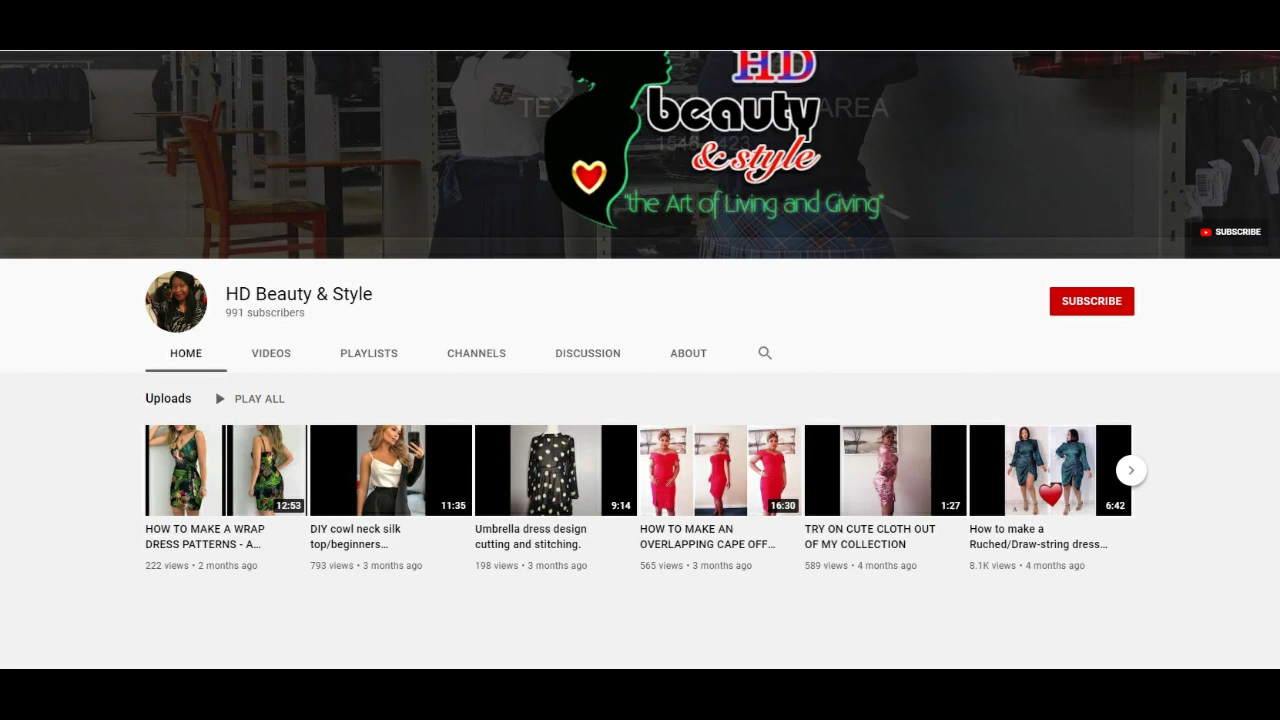 HD
beauty
& style
"the Art of Living and Giving"
SUBSCRIBE
HD Beauty & Style
991 subscribers
SUBSCRIBE
HOME VIDEOS PLAYLISTS CHANNELS DISCUSSION ABOUT
Uploads PLAY ALL
12:53 11:35 9:14 16:30 1:27 6:42
HOW TO MAKE A WRAP
DRESS PATTERNS - A...
222 views • 2 months ago
DIY cowl neck silk
top/beginners...
793 views • 3 months ago
Umbrella dress design
cutting and stitching.
198 views • 3 months ago
HOW TO MAKE AN
OVERLAPPING CAPE OFF...
565 views • 3 months ago
TRY ON CUTE CLOTH OUT
OF MY COLLECTION
589 views • 4 months ago
How to make a
Ruched/Draw-string dress...
8.1K views • 4 months ago